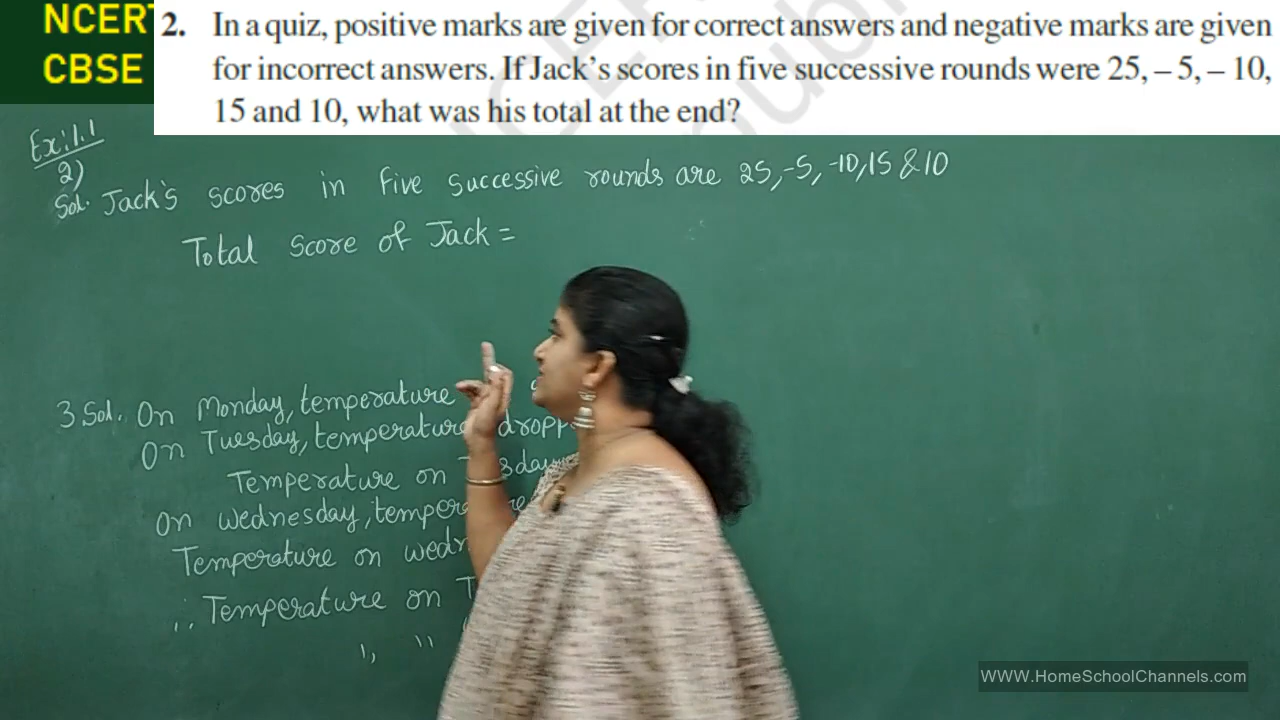 NCERT
CBSE
2. In a quiz, positive marks are given for correct answers and negative marks are given
for incorrect answers. If Jack's scores in five successive rounds were 25, – 5, – 10,
15 and 10, what was his total at the end?
Ex:1.1
2)
Sol. Jack's scores in five successive rounds are 25,-5,-10,15 & 10
Total Score of Jack =
3 Sol. On Monday, temperature
On Tuesday, temperature
Temperature on
On Wednesday, temperature
Temperature on
∴ Temperature on
WWW.HomeSchoolChannels.com